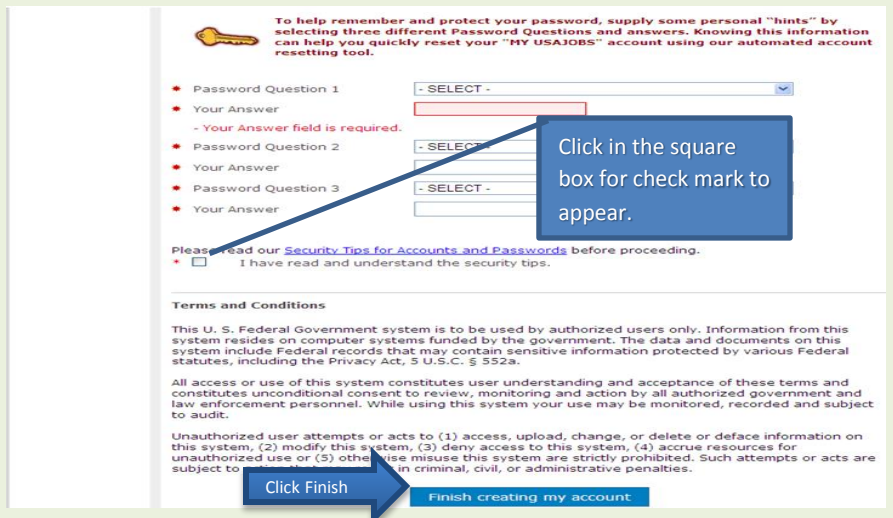 To help remember and protect your password, supply some personal "hints" by
selecting three different Password Questions and answers. Knowing this information
can help you quickly reset your "MY USAJOBS" account using our automated account
resetting tool.
* Password Question 1 - SELECT -
* Your Answer
- Your Answer field is required.
* Password Question 2 - SELECT -
* Your Answer
* Password Question 3 - SELECT -
* Your Answer
Click in the square
box for check mark to
appear.
Please read our Security Tips for Accounts and Passwords before proceeding.
* I have read and understand the security tips.
Terms and Conditions
This U. S. Federal Government system is to be used by authorized users only. Information from this
system resides on computer systems funded by the government. The data and documents on this
system include Federal records that may contain sensitive information protected by various Federal
statutes, including the Privacy Act, 5 U.S.C. § 552a.
All access or use of this system constitutes user understanding and acceptance of these terms and
constitutes unconditional consent to review, monitoring and action by all authorized government and
law enforcement personnel. While using this system your use may be monitored, recorded and subject
to audit.
Unauthorized user attempts or acts to (1) access, upload, change, or delete or deface information on
this system, (2) modify this system, (3) deny access to this system, (4) accrue resources for
unauthorized use or (5) otherwise misuse this system are strictly prohibited. Such attempts or acts are
subject to in criminal, civil, or administrative penalties.
Click Finish
Finish creating my account